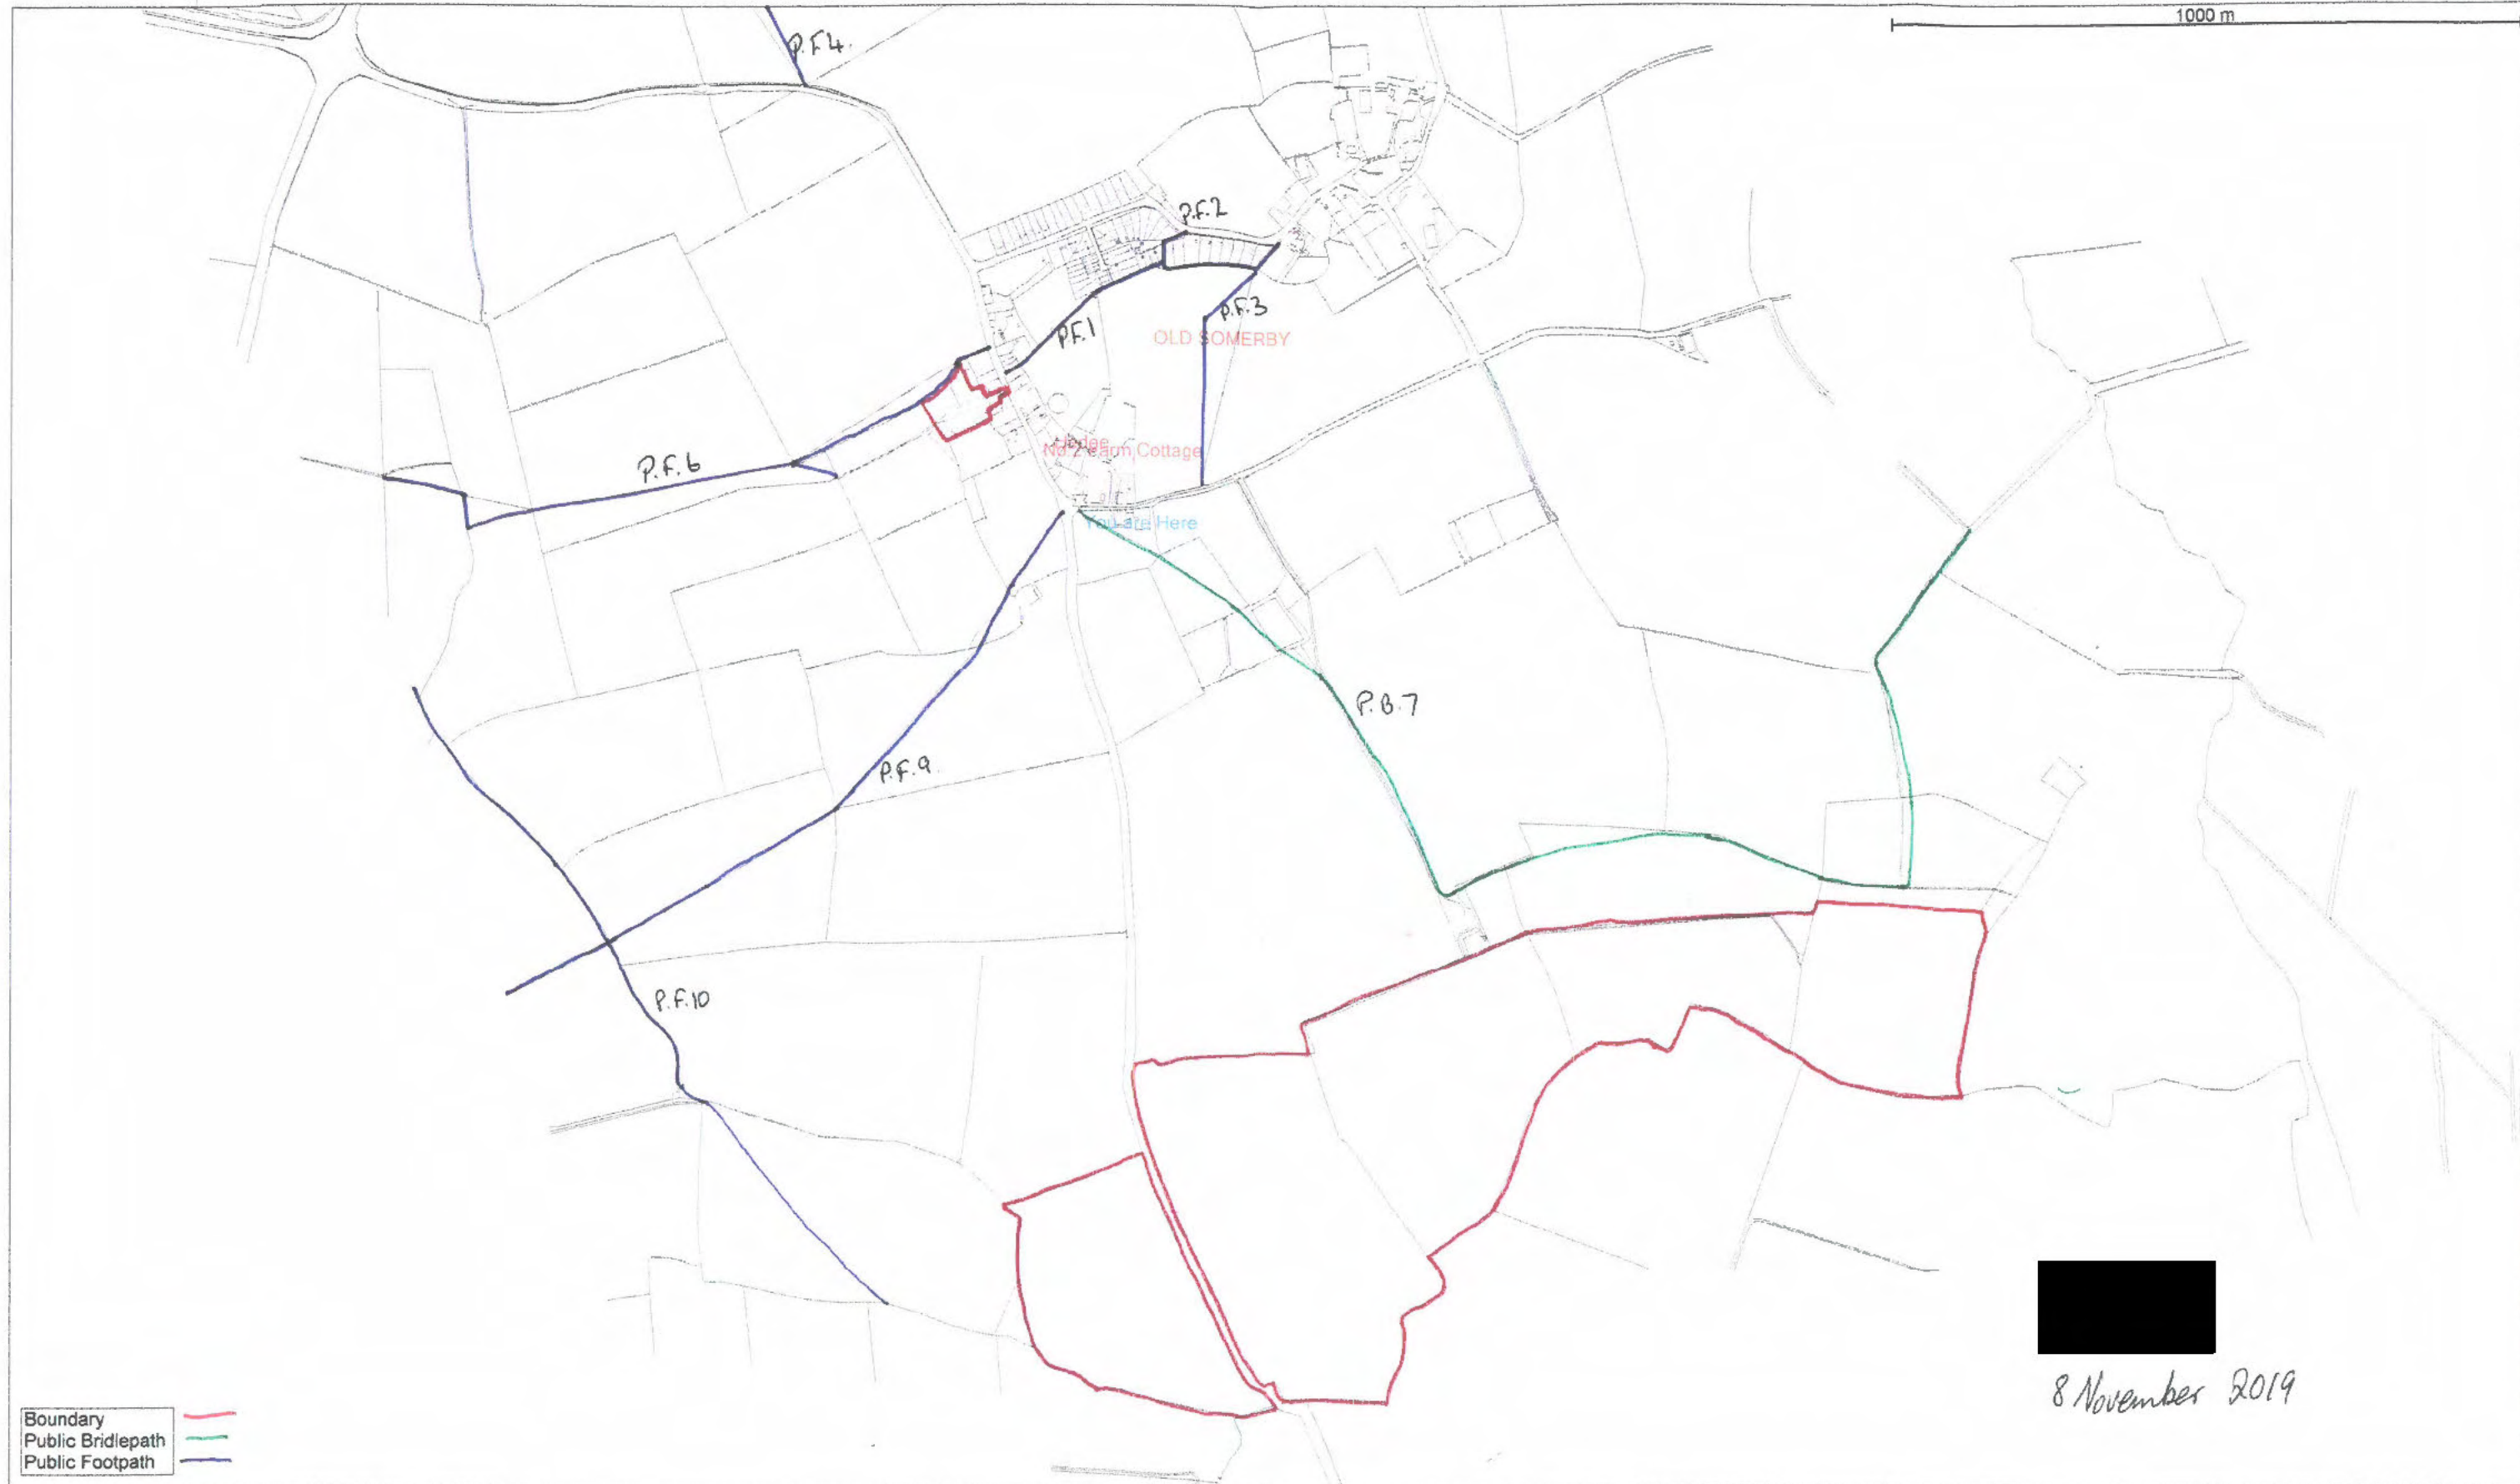 1000 m
P.F.4.
P.F.2
P.F.3
P.F.1
OLD SOMERBY
P.F.6
No.2 Farm Cottage
You are Here
P.B.7
P.F.9.
P.F.10
8 November 2019
Boundary
Public Bridlepath
Public Footpath